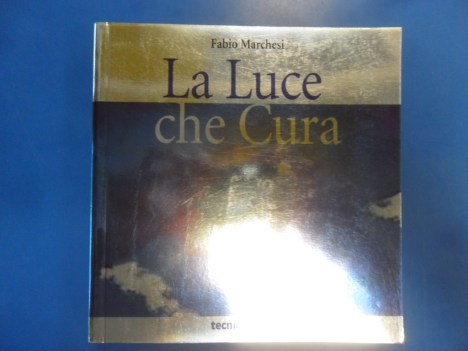 Fabio Marchesi
La Luce
che Cura